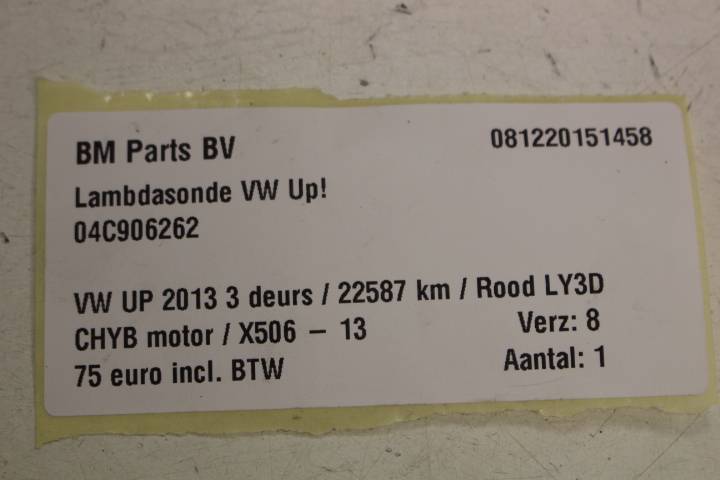 BM Parts BV 081220151458
Lambdasonde VW Up!
04C906262
VW UP 2013 3 deurs / 22587 km / Rood LY3D
CHYB motor / X506 – 13 Verz: 8
75 euro incl. BTW Aantal: 1